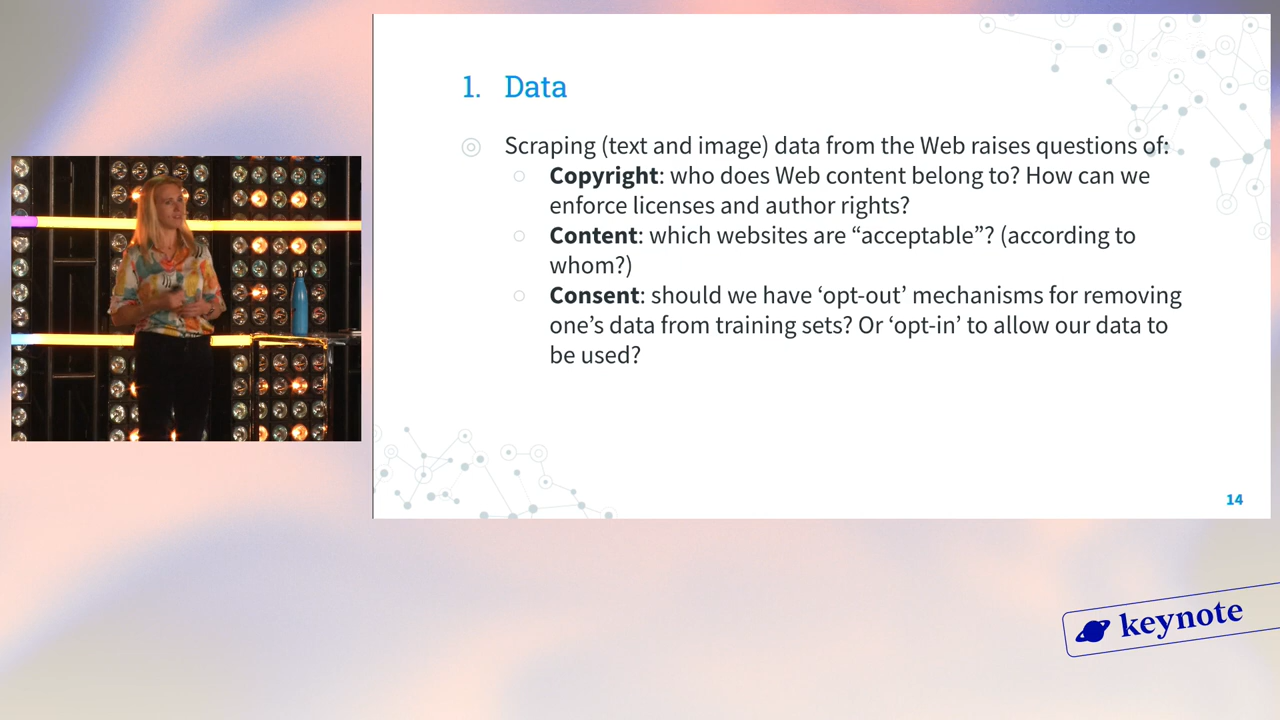 1. Data
Scraping (text and image) data from the Web raises questions of:
Copyright: who does Web content belong to? How can we
enforce licenses and author rights?
Content: which websites are “acceptable”? (according to
whom?)
Consent: should we have ‘opt-out’ mechanisms for removing
one’s data from training sets? Or ‘opt-in’ to allow our data to
be used?
14
keynote